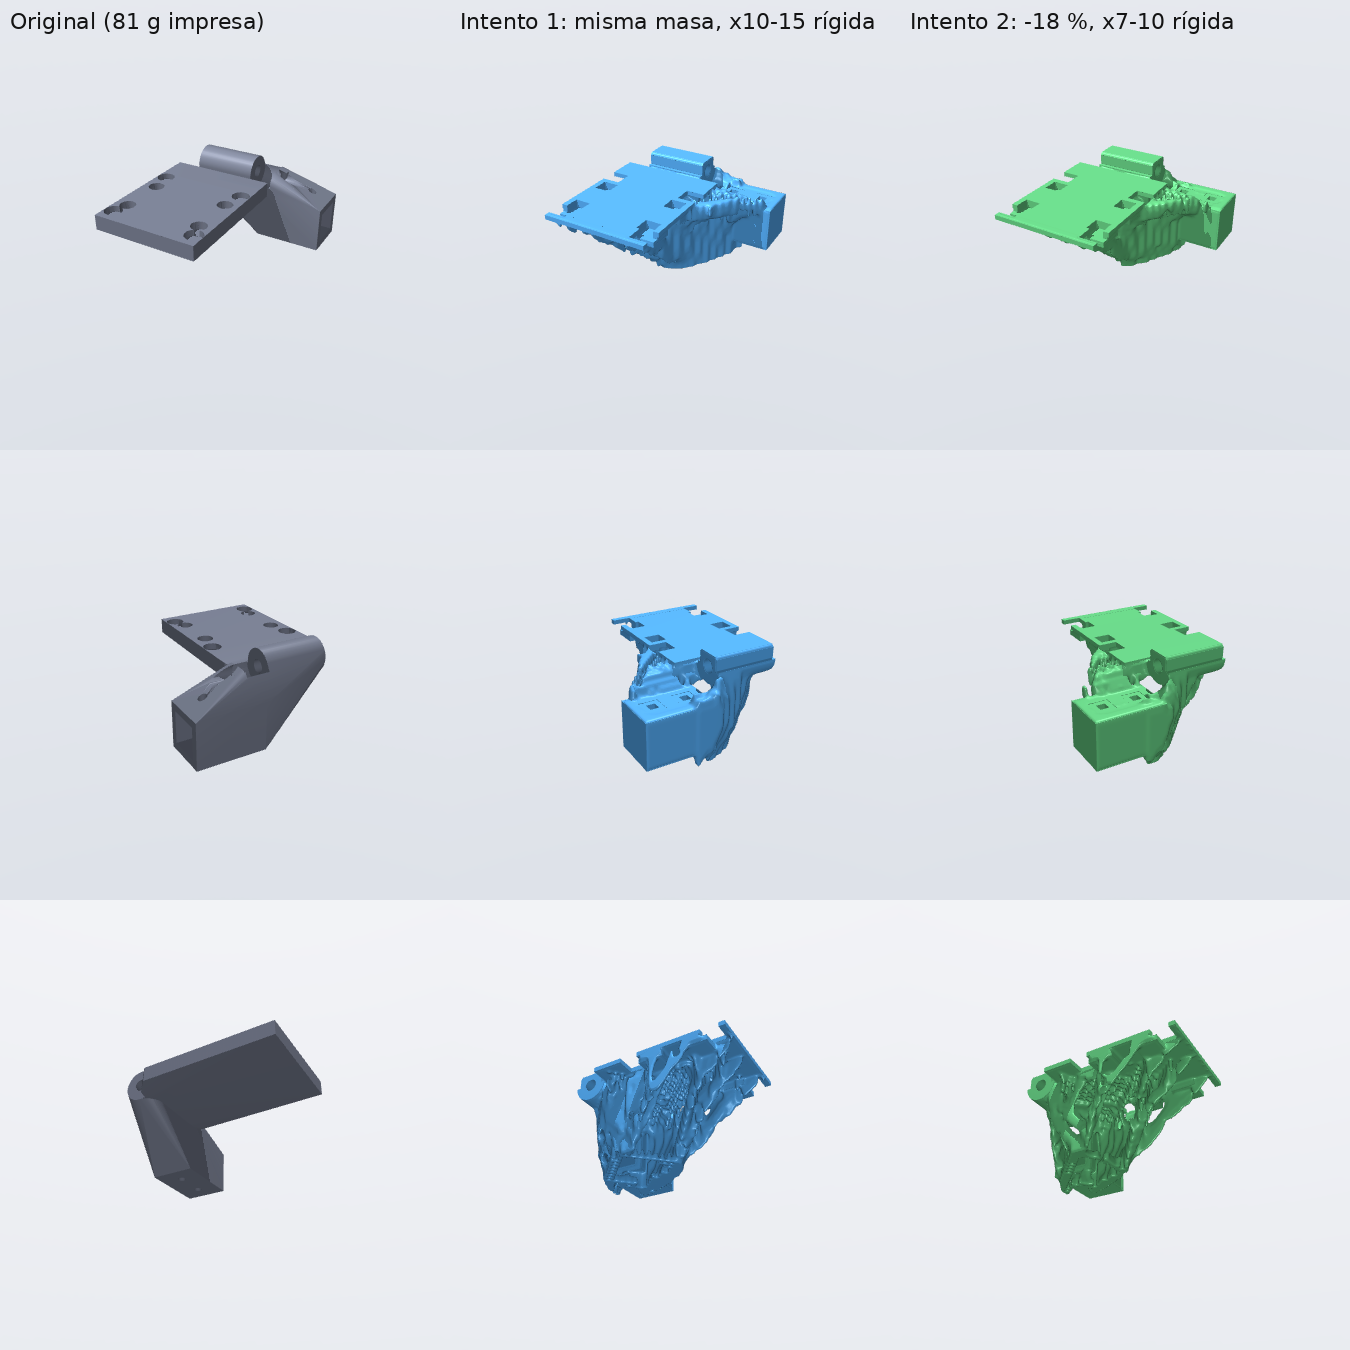 Original (81 g impresa)
Intento 1: misma masa, x10-15 rígida
Intento 2: -18 %, x7-10 rígida